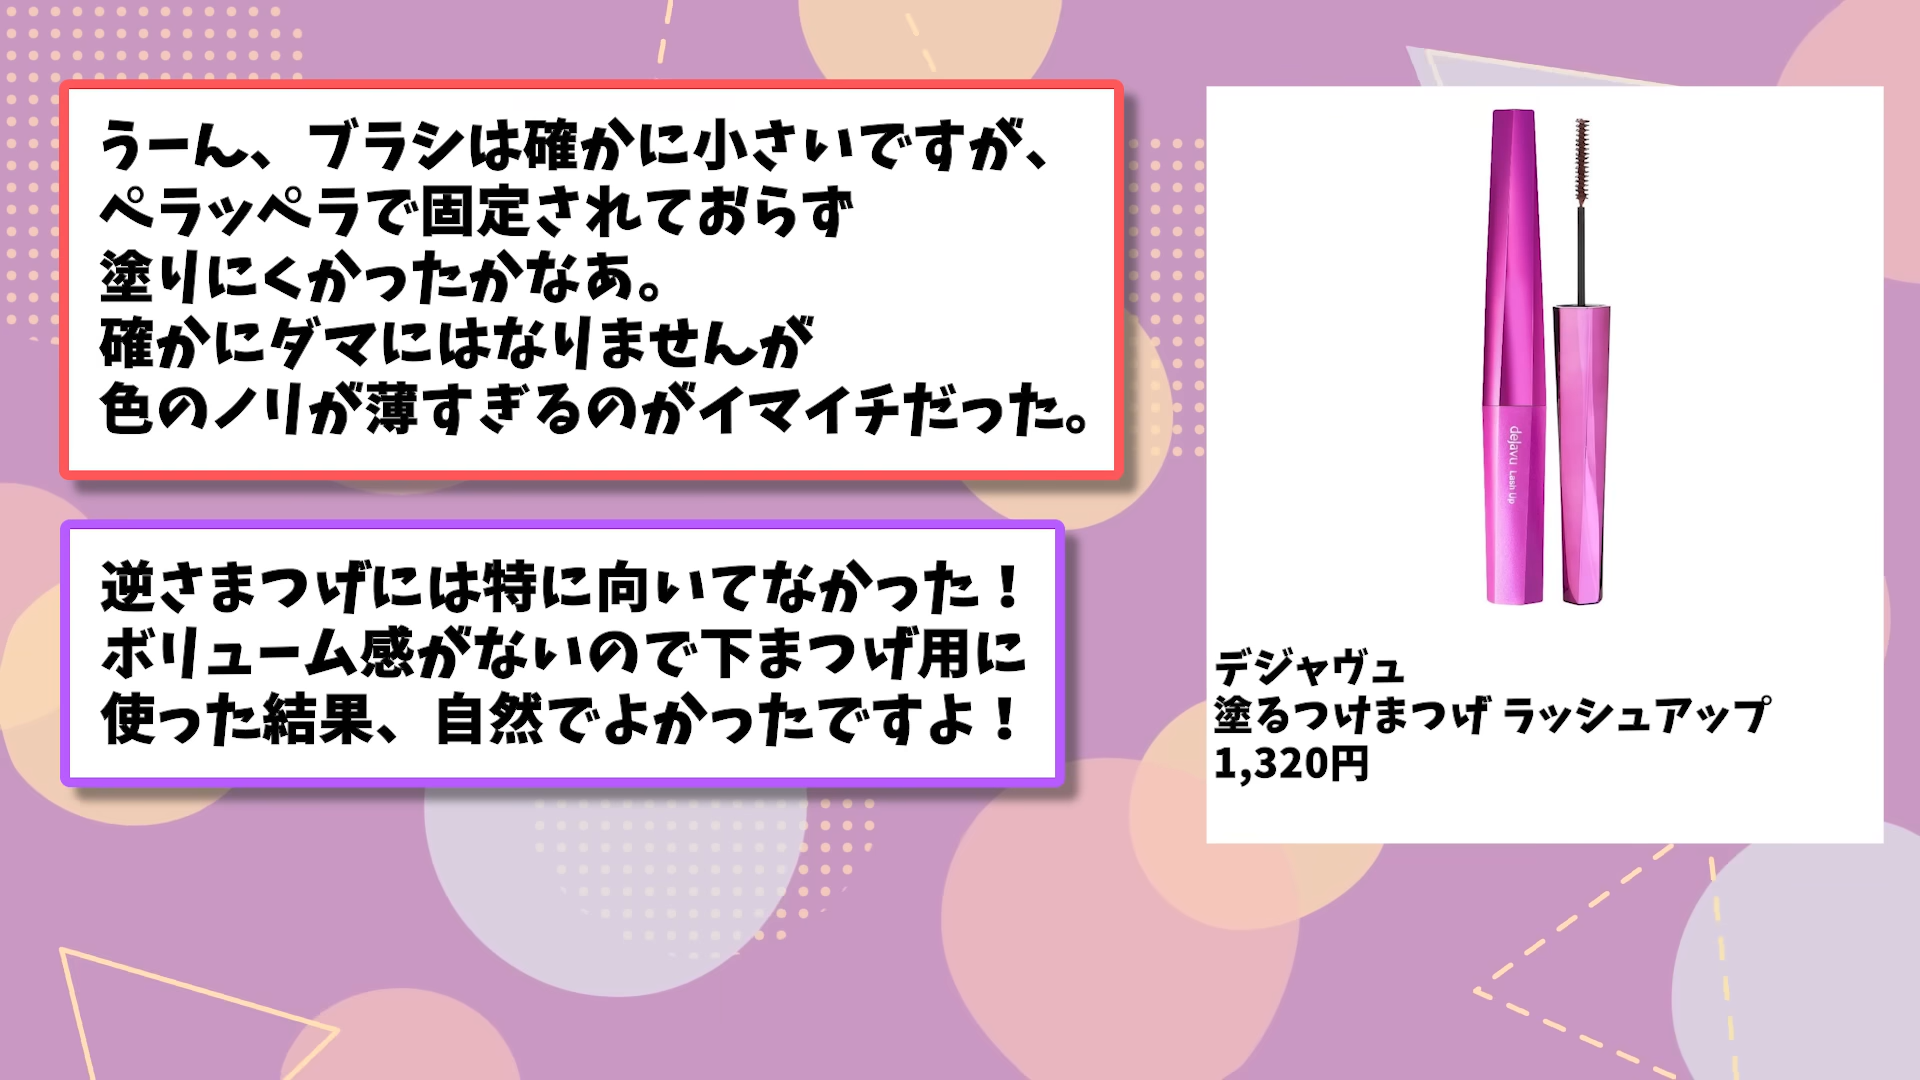 うーん、ブラシは確かに小さいですが、
ペラッペラで固定されておらず
塗りにくかったかなあ。
確かにダマにはなりませんが
色のノリが薄すぎるのがイマイチだった。
逆さまつげには特に向いてなかった！
ボリューム感がないので下まつげ用に
使った結果、自然でよかったですよ！
dejavu Lash Up
デジャヴュ
塗るつけまつげ ラッシュアップ
1,320円